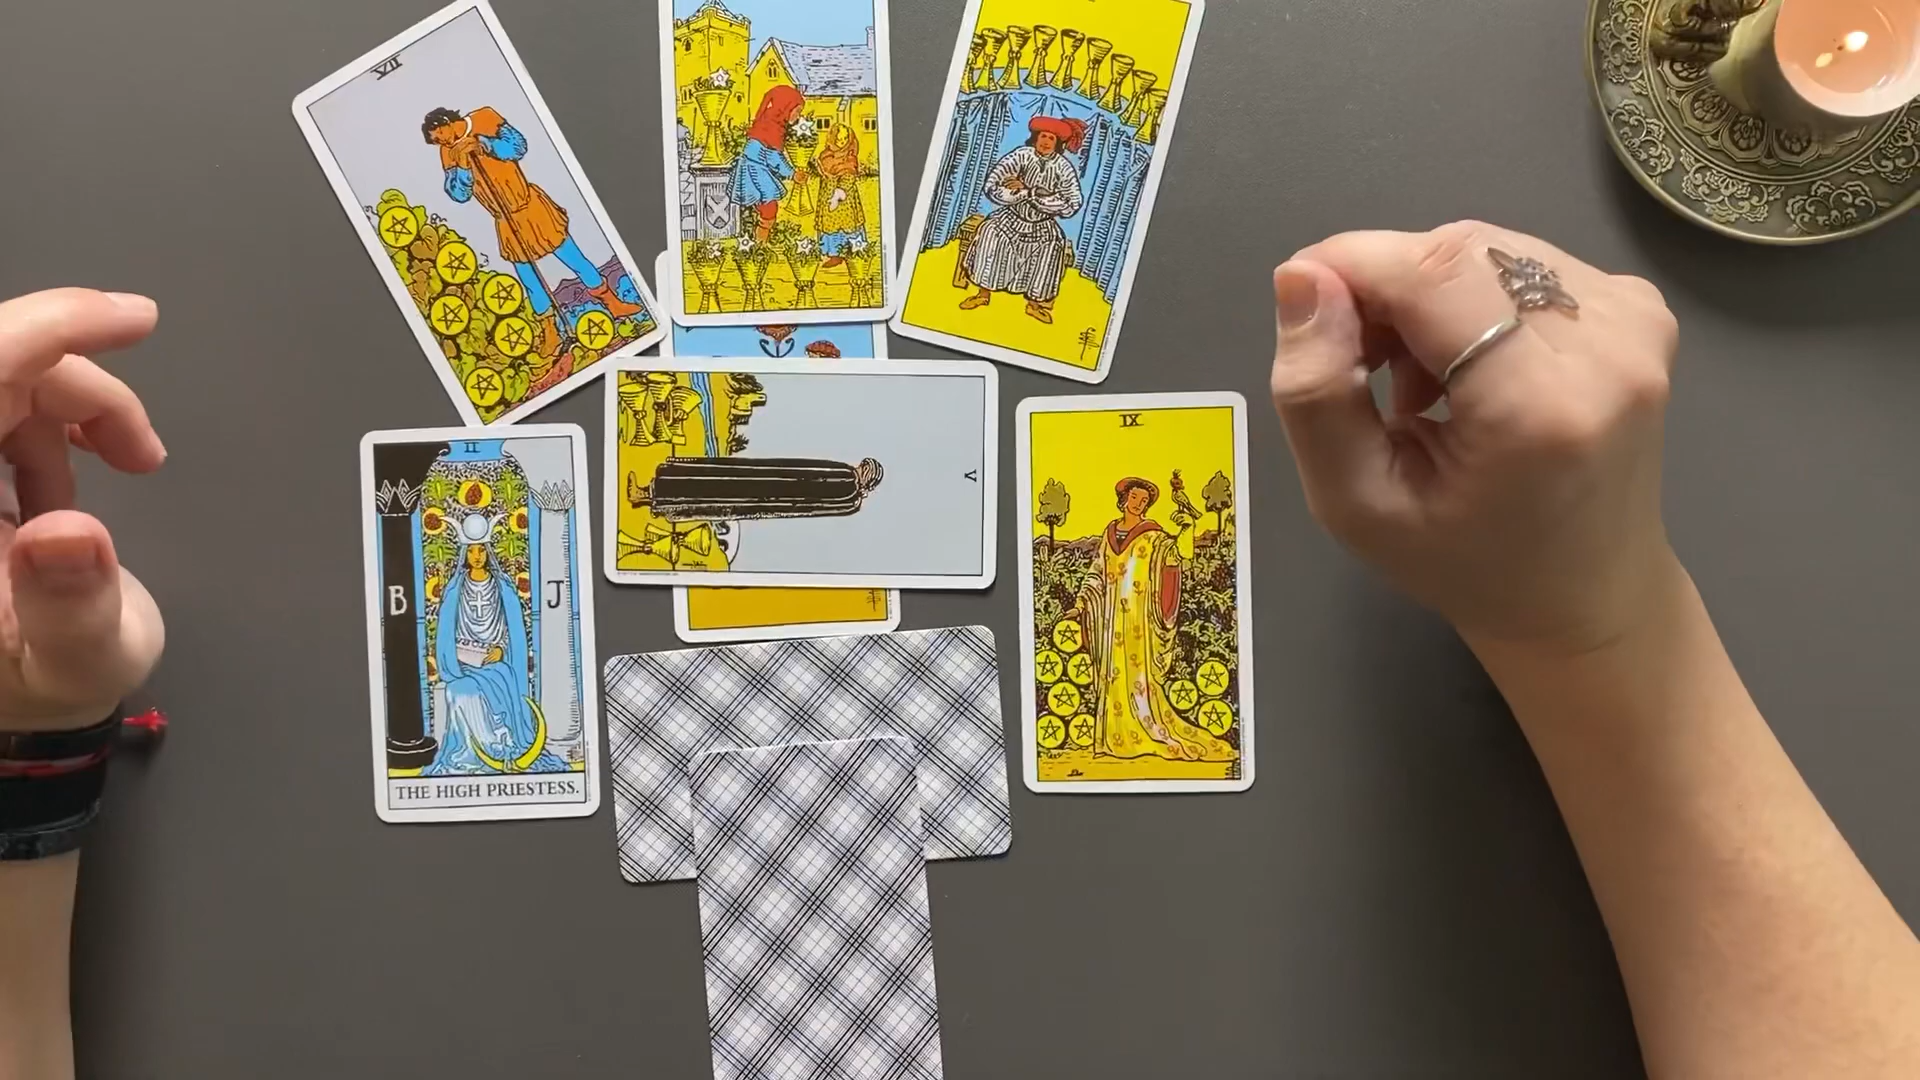 VII
II
V
IX
B
J
THE HIGH PRIESTESS.